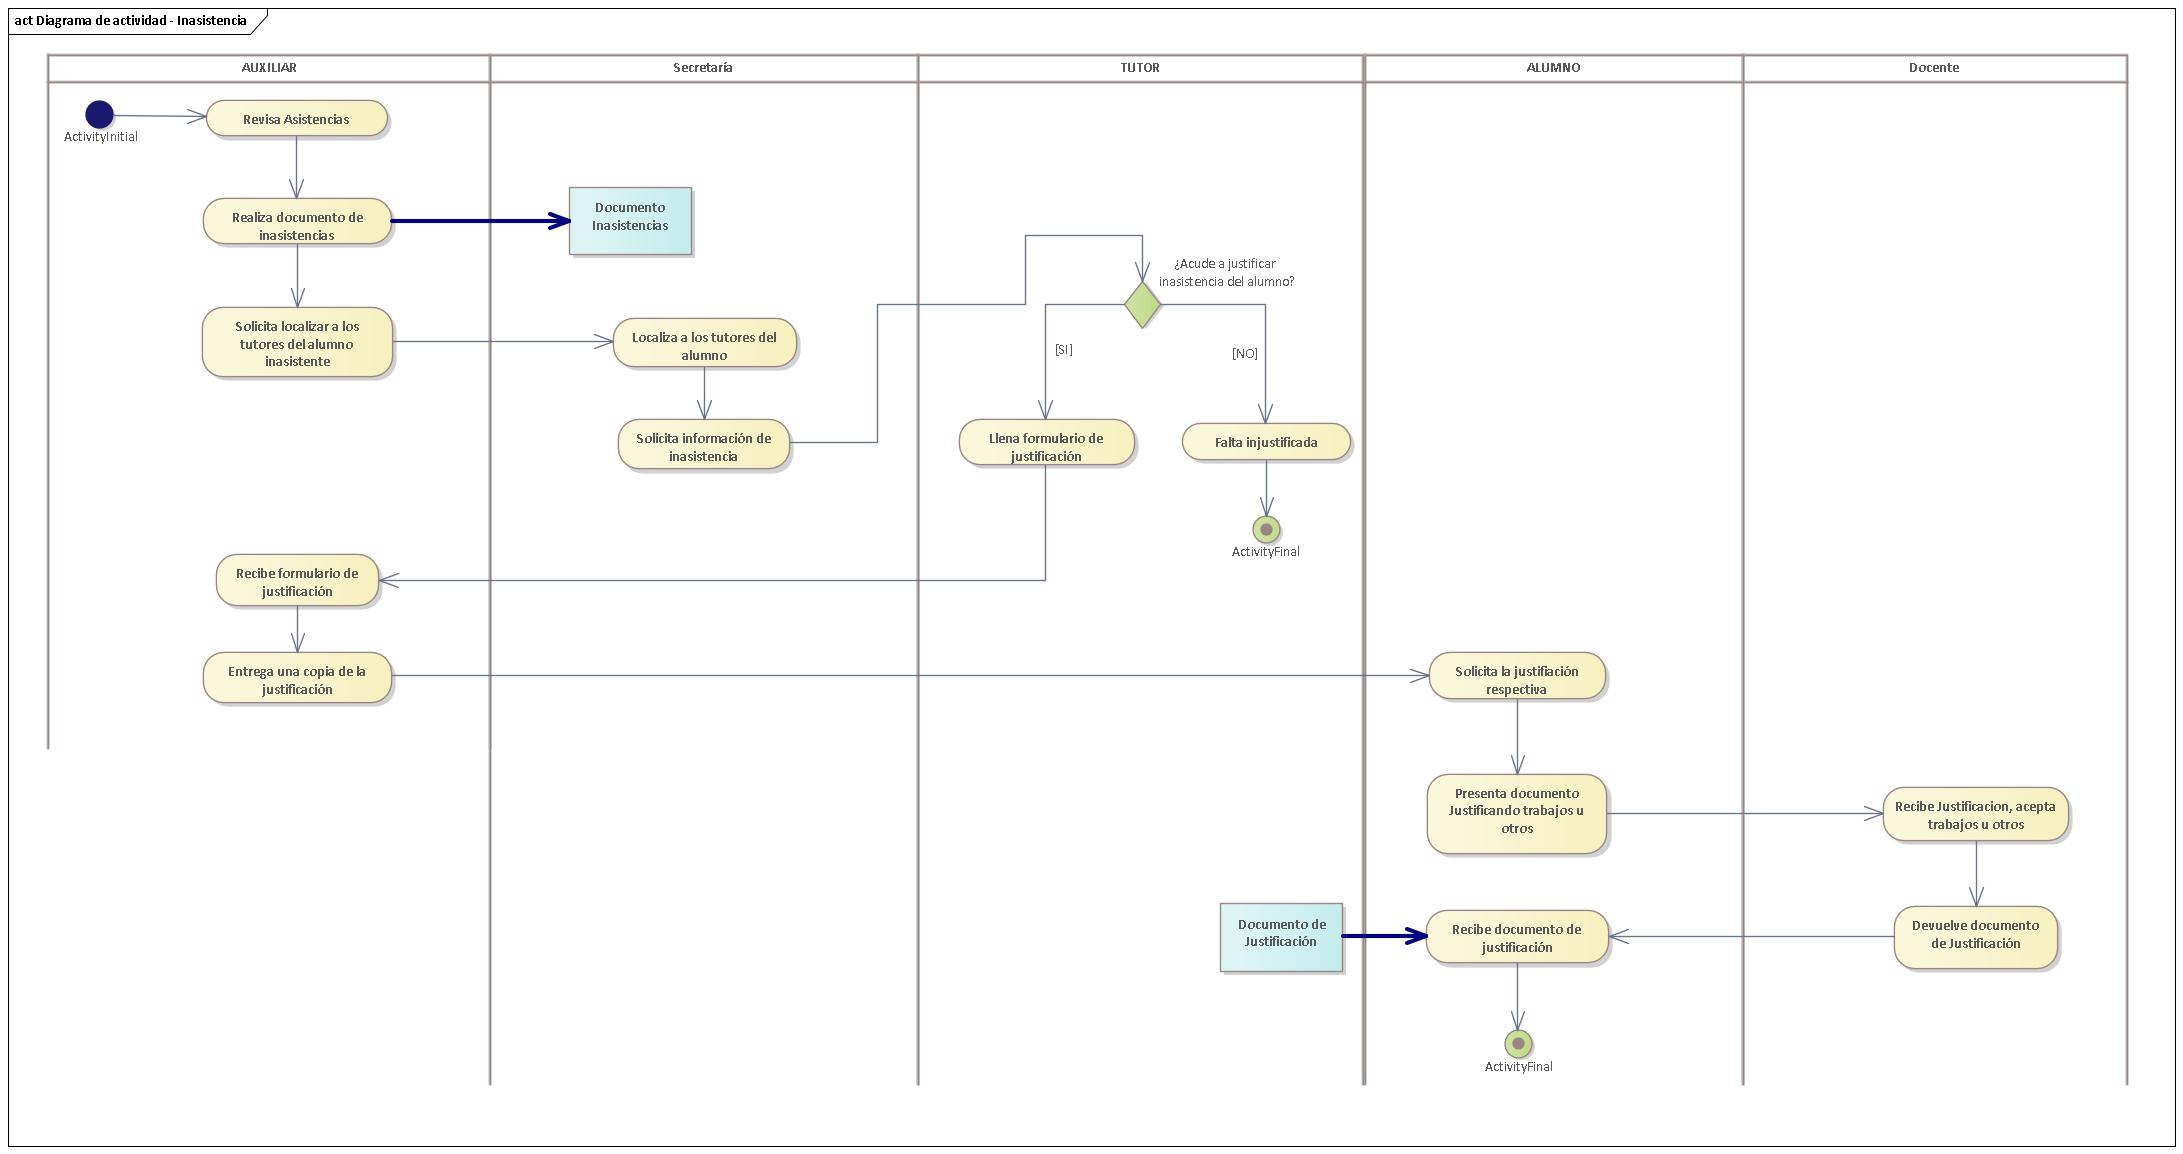 act Diagrama de actividad - Inasistencia
AUXILIAR
Secretaría
TUTOR
ALUMNO
Docente
ActivityInitial
Revisa Asistencias
Realiza documento de
inasistencias
Documento
Inasistencias
¿Acude a justificar
inasistencia del alumno?
Solicita localizar a los
tutores del alumno
inasistente
Localiza a los tutores del
alumno
[SI]
[NO]
Solicita información de
inasistencia
Llena formulario de
justificación
Falta injustificada
ActivityFinal
Recibe formulario de
justificación
Entrega una copia de la
justificación
Solicita la justifiación
respectiva
Presenta documento
Justificando trabajos u
otros
Recibe Justificacion, acepta
trabajos u otros
Documento de
Justificación
Recibe documento de
justificación
Devuelve documento
de Justificación
ActivityFinal